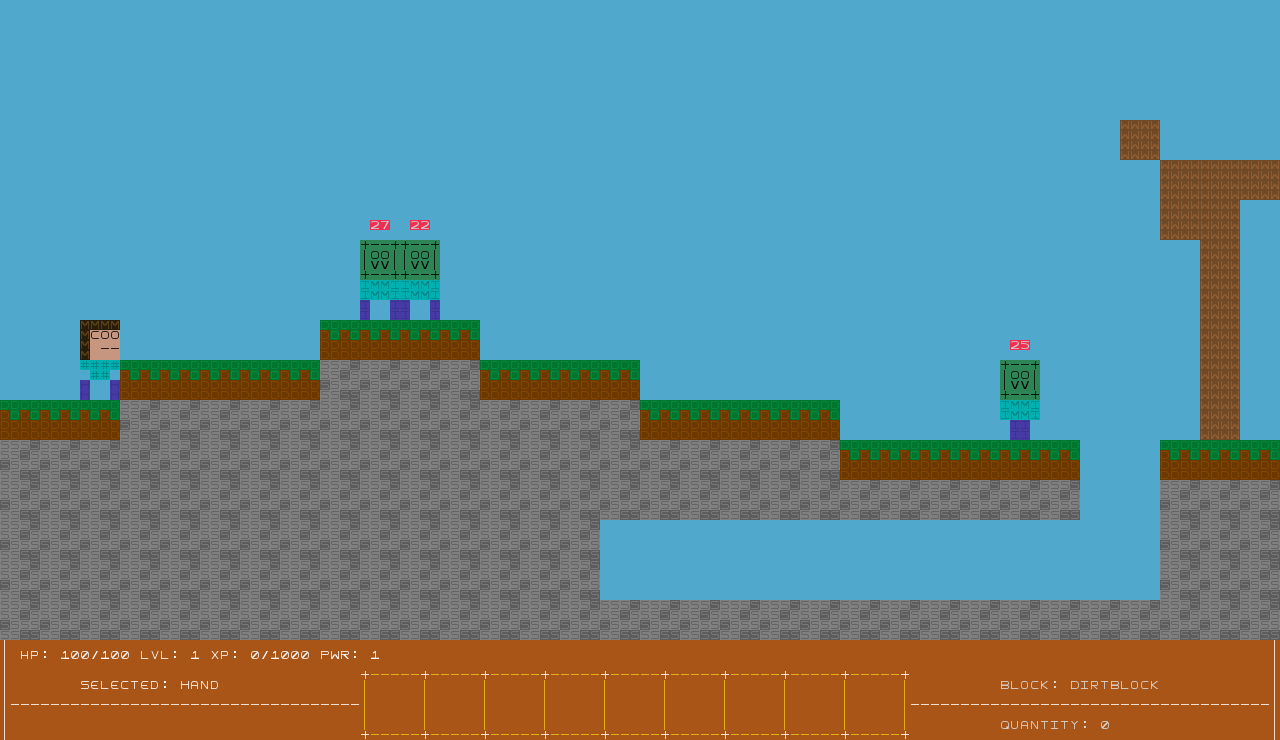 27 22
25
HP: 100/100 LVL: 1 XP: 0/1000 PWR: 1
SELECTED: HAND
BLOCK: DIRTBLOCK
QUANTITY: 0